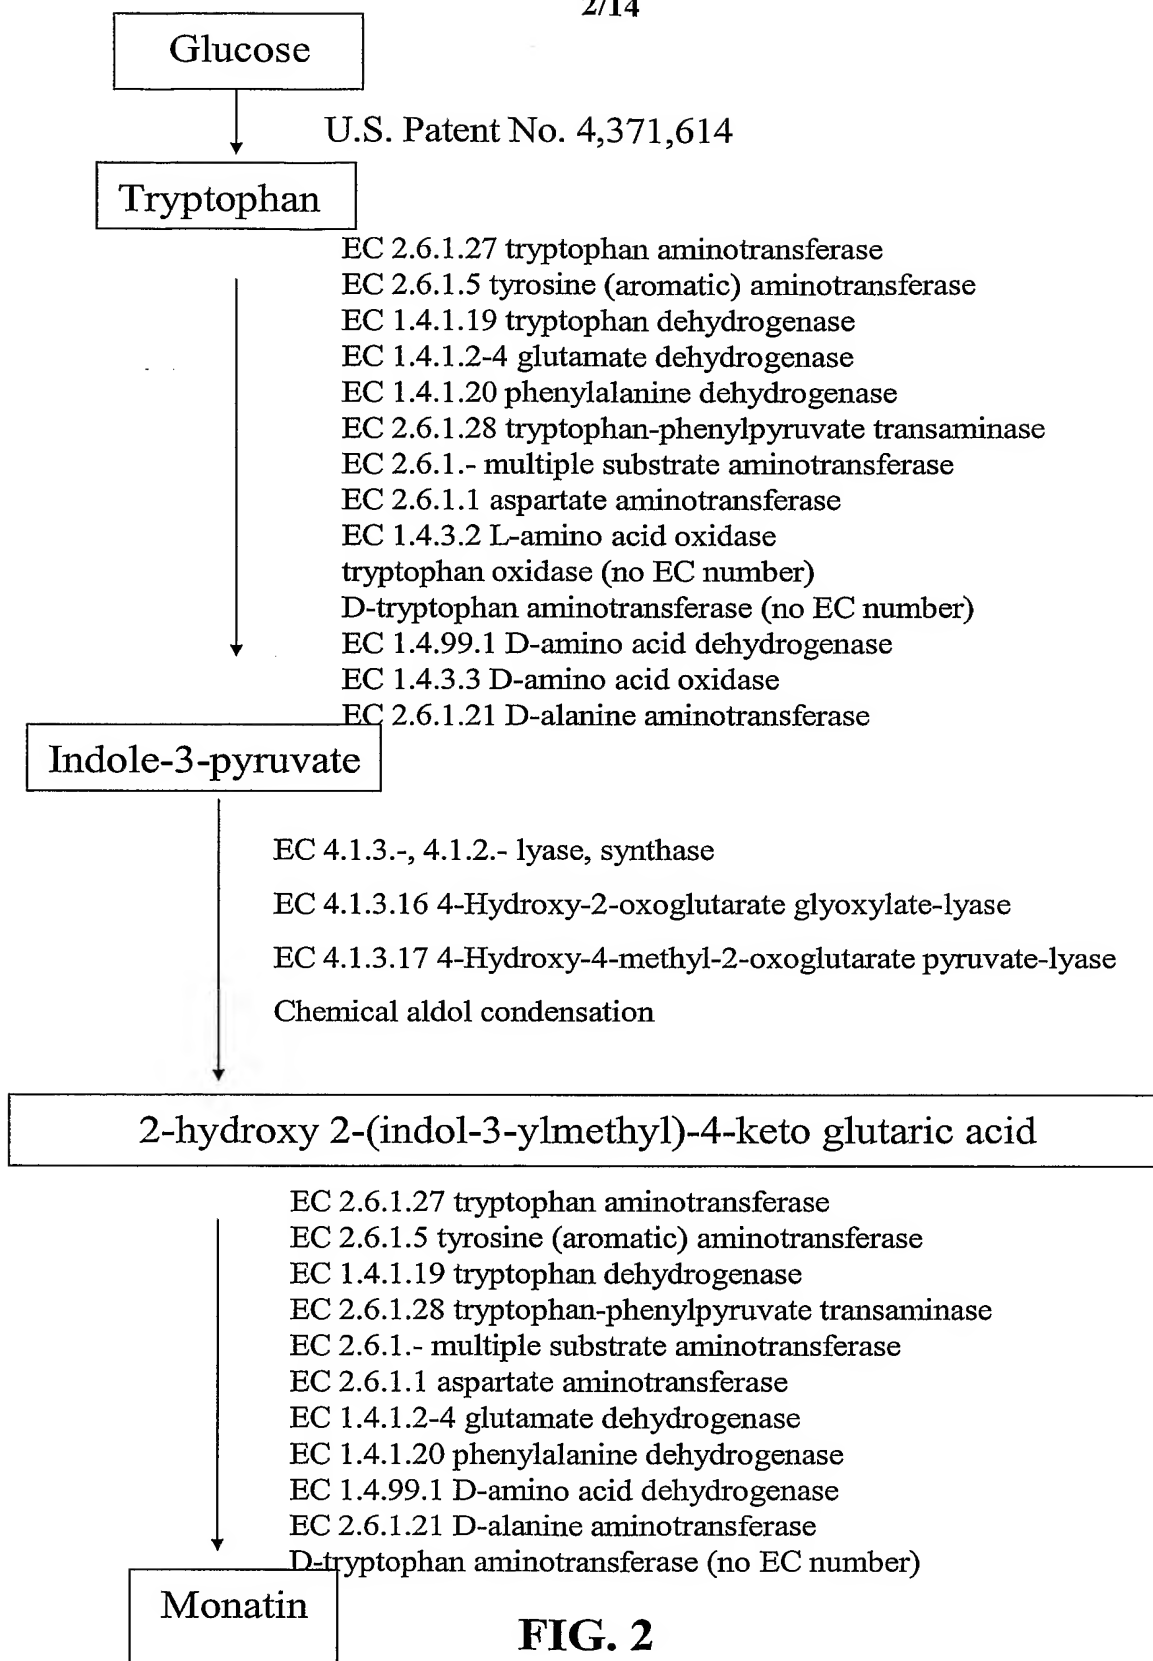 2/14
Glucose
U.S. Patent No. 4,371,614
Tryptophan
EC 2.6.1.27 tryptophan aminotransferase
EC 2.6.1.5 tyrosine (aromatic) aminotransferase
EC 1.4.1.19 tryptophan dehydrogenase
EC 1.4.1.2-4 glutamate dehydrogenase
EC 1.4.1.20 phenylalanine dehydrogenase
EC 2.6.1.28 tryptophan-phenylpyruvate transaminase
EC 2.6.1.- multiple substrate aminotransferase
EC 2.6.1.1 aspartate aminotransferase
EC 1.4.3.2 L-amino acid oxidase
tryptophan oxidase (no EC number)
D-tryptophan aminotransferase (no EC number)
EC 1.4.99.1 D-amino acid dehydrogenase
EC 1.4.3.3 D-amino acid oxidase
EC 2.6.1.21 D-alanine aminotransferase
Indole-3-pyruvate
EC 4.1.3.-, 4.1.2.- lyase, synthase
EC 4.1.3.16 4-Hydroxy-2-oxoglutarate glyoxylate-lyase
EC 4.1.3.17 4-Hydroxy-4-methyl-2-oxoglutarate pyruvate-lyase
Chemical aldol condensation
2-hydroxy 2-(indol-3-ylmethyl)-4-keto glutaric acid
EC 2.6.1.27 tryptophan aminotransferase
EC 2.6.1.5 tyrosine (aromatic) aminotransferase
EC 1.4.1.19 tryptophan dehydrogenase
EC 2.6.1.28 tryptophan-phenylpyruvate transaminase
EC 2.6.1.- multiple substrate aminotransferase
EC 2.6.1.1 aspartate aminotransferase
EC 1.4.1.2-4 glutamate dehydrogenase
EC 1.4.1.20 phenylalanine dehydrogenase
EC 1.4.99.1 D-amino acid dehydrogenase
EC 2.6.1.21 D-alanine aminotransferase
D-tryptophan aminotransferase (no EC number)
Monatin
FIG. 2